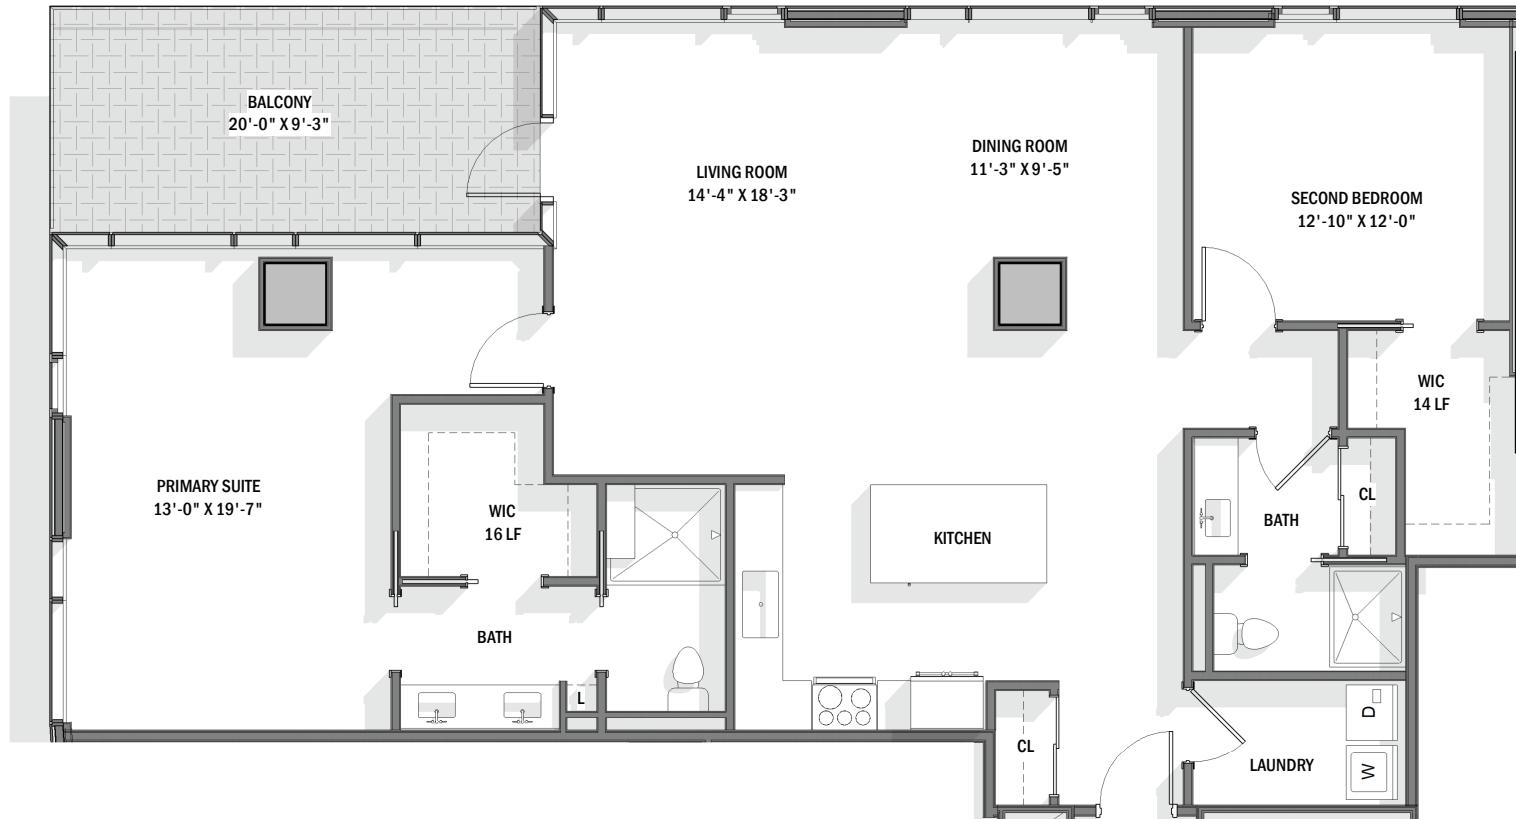 BALCONY
20'-0" X 9'-3"
LIVING ROOM
14'-4" X 18'-3"
DINING ROOM
11'-3" X 9'-5"
SECOND BEDROOM
12'-10" X 12'-0"
WIC
14 LF
PRIMARY SUITE
13'-0" X 19'-7"
WIC
16 LF
KITCHEN
BATH
CL
BATH
L
CL
D
W
LAUNDRY